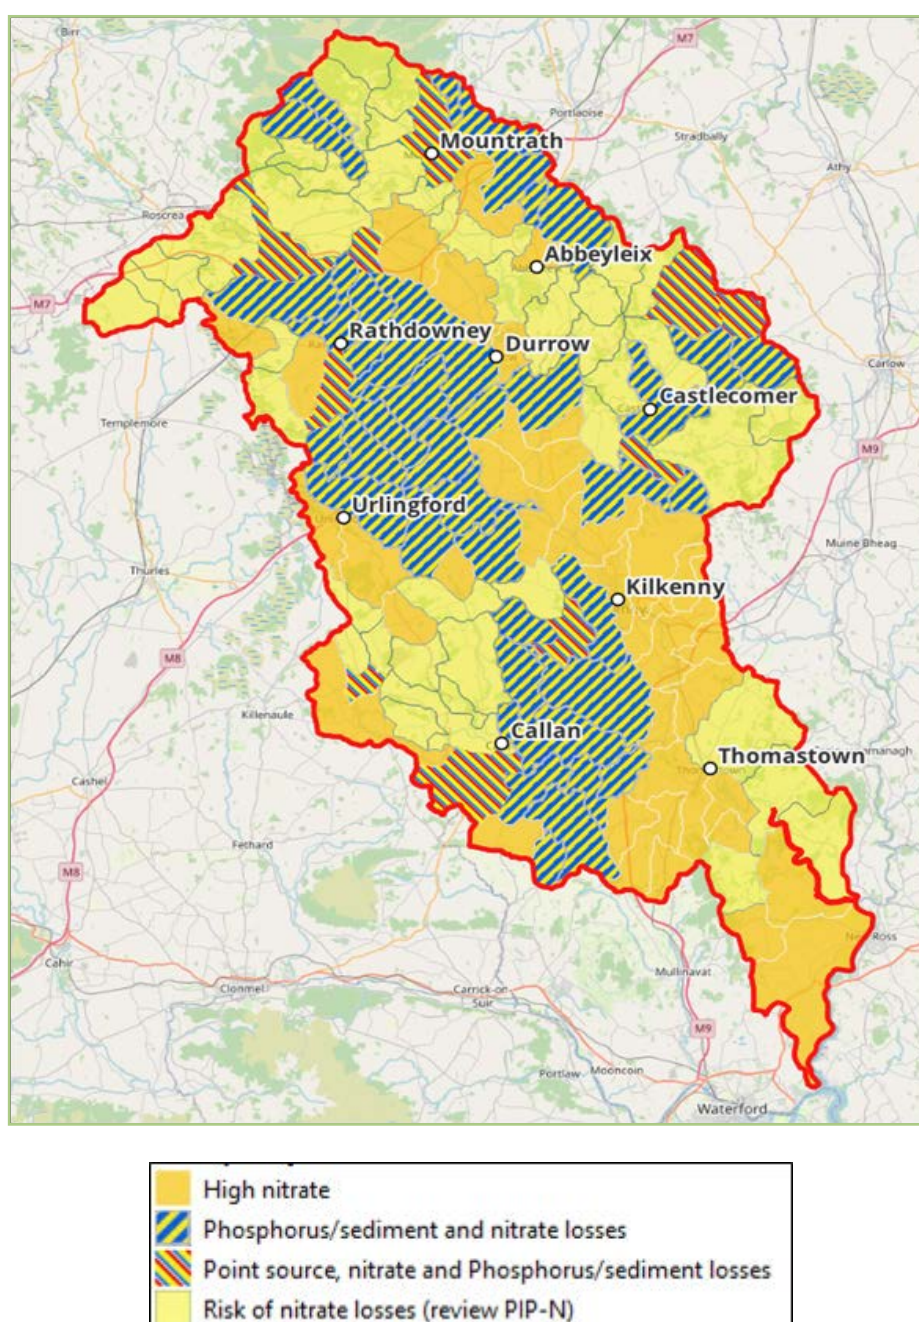 Birr
M7
Portlaoise
Stradbally
Mountrath
Athy
Roscrea
Abbeyleix
M7
Rathdowney
Durrow
Carlow
Castlecomer
Templemore
M9
Urlingford
Muine Bheag
Thurles
Kilkenny
M8
Killenaule
Callan
Thomastown
Cashel
Fethard
M8
New Ross
Cahir
Mullinavat
Clonmel
Carrick-on-
Suir
M9
Portlaw
Mooncoin
Waterford
High nitrate
Phosphorus/sediment and nitrate losses
Point source, nitrate and Phosphorus/sediment losses
Risk of nitrate losses (review PIP-N)